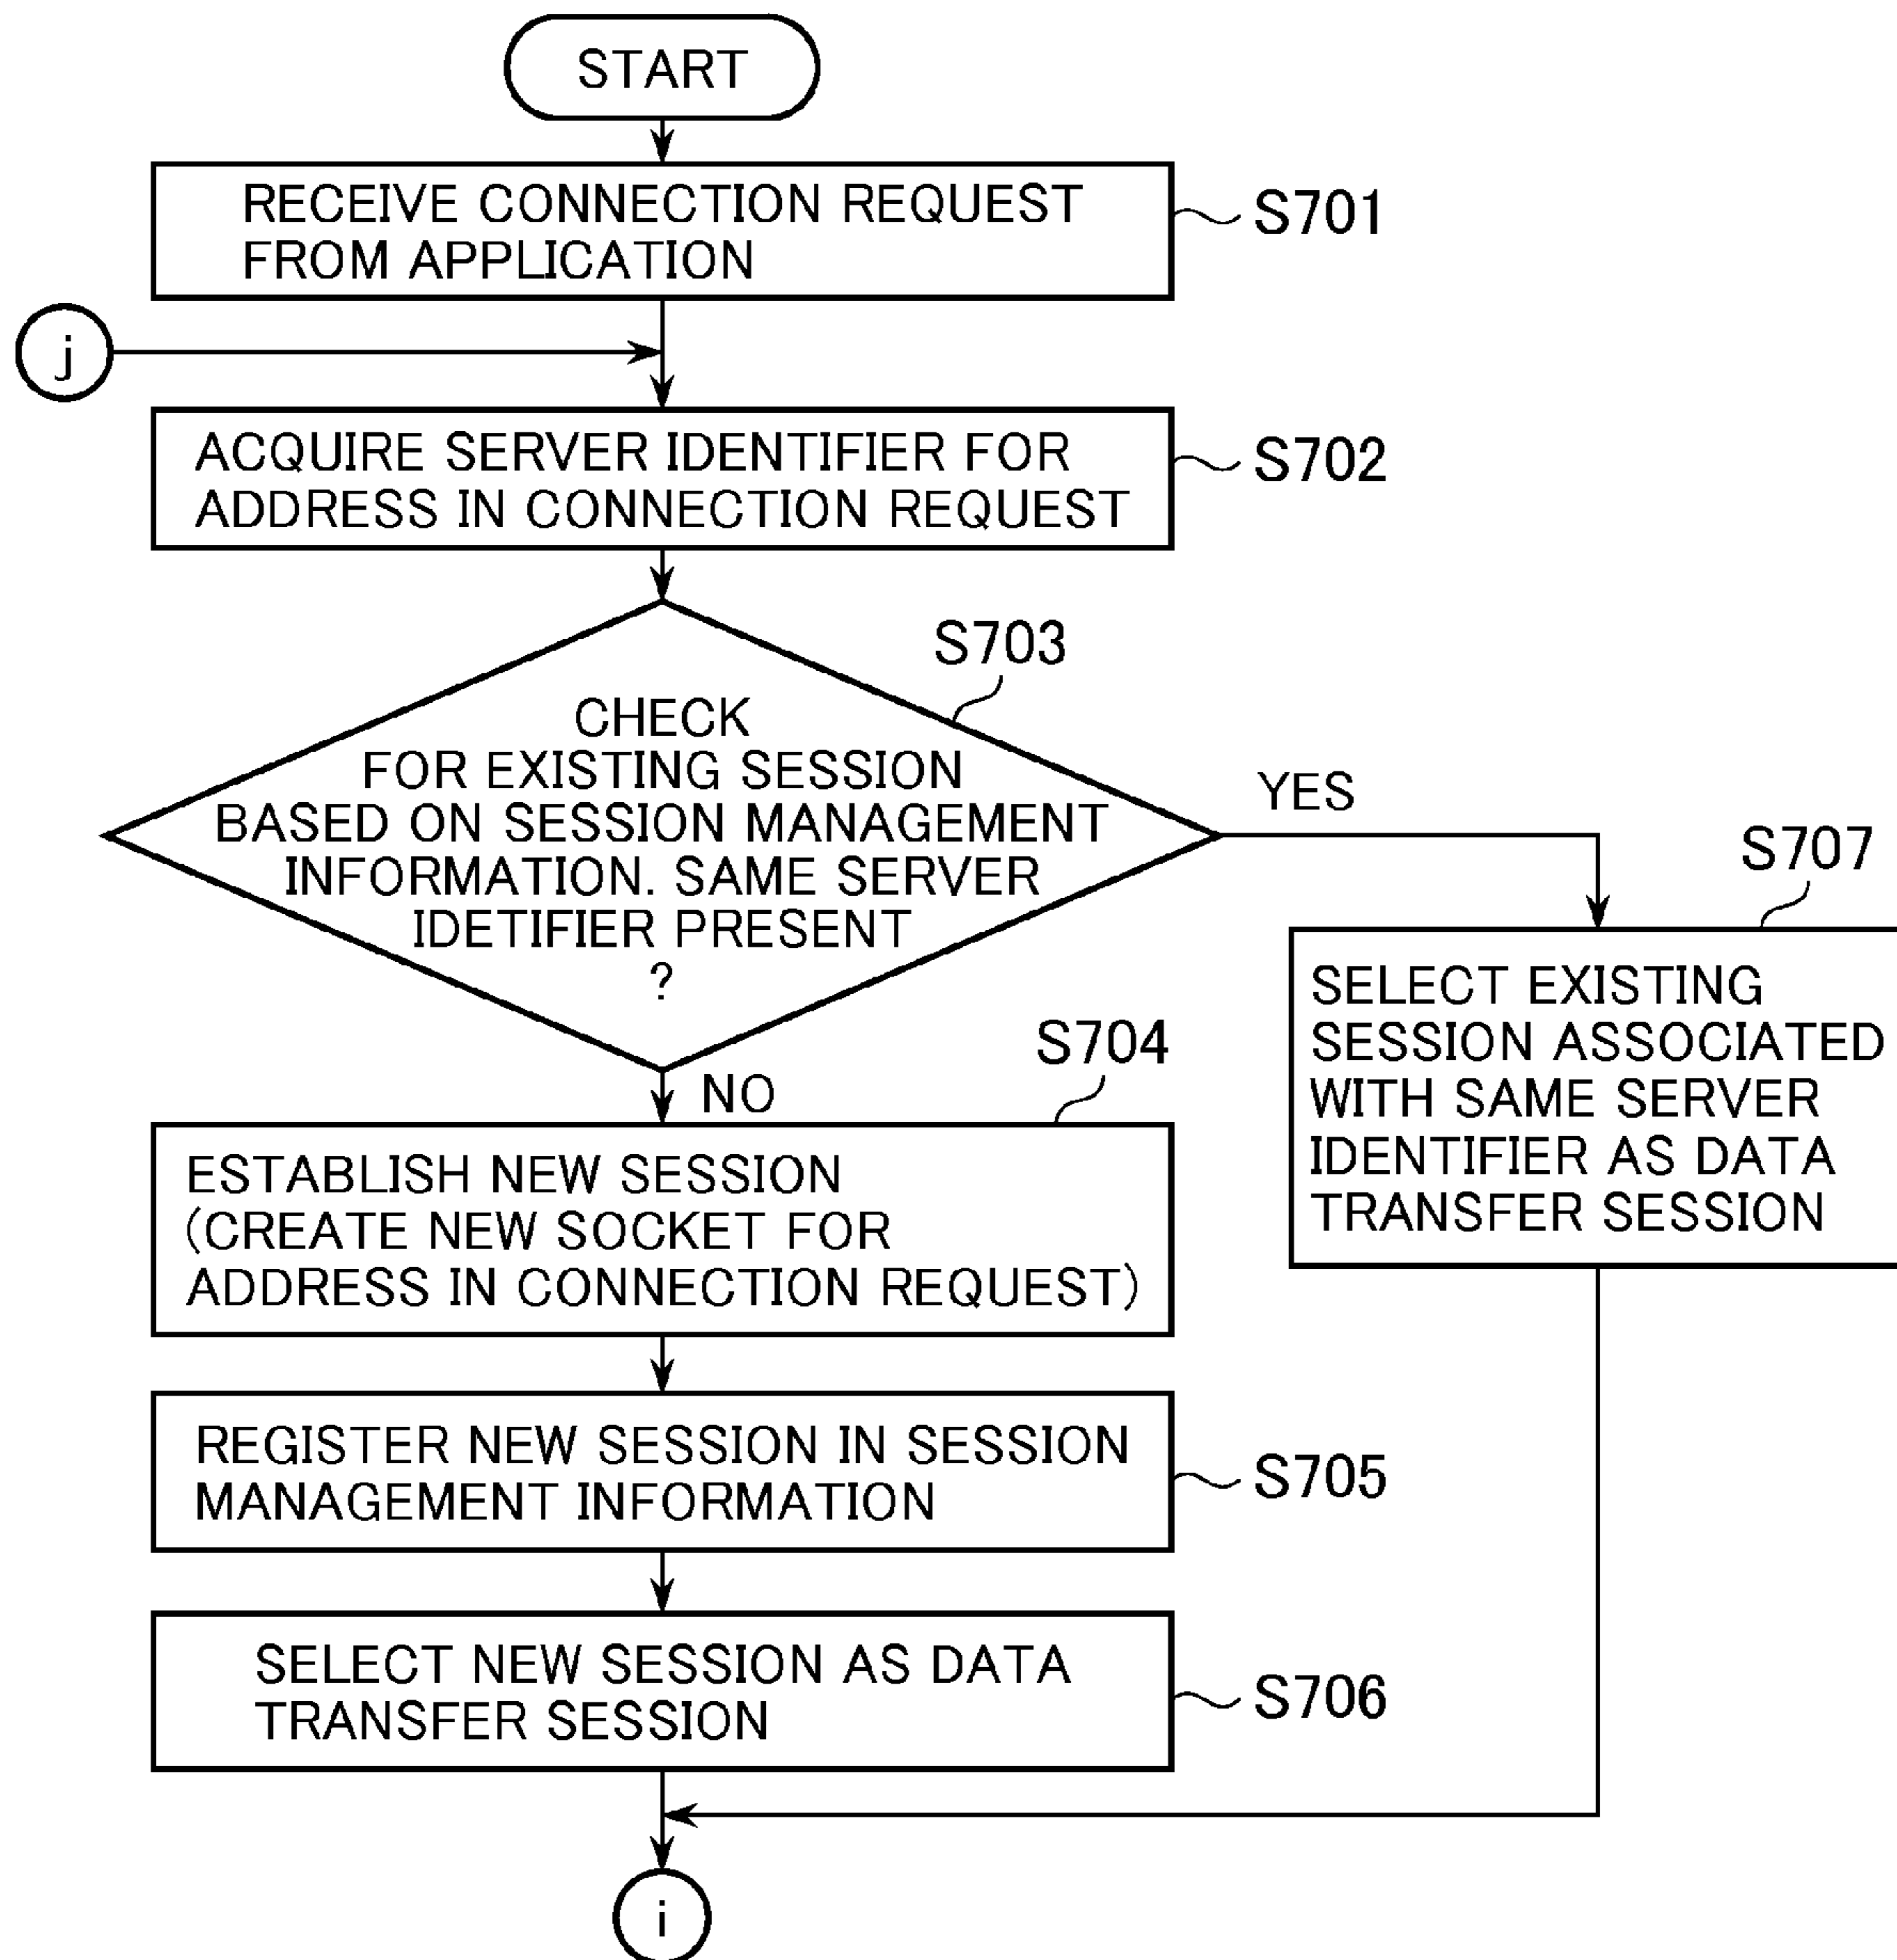 START
RECEIVE CONNECTION REQUEST
FROM APPLICATION
S701
j
ACQUIRE SERVER IDENTIFIER FOR
ADDRESS IN CONNECTION REQUEST
S702
S703
CHECK
FOR EXISTING SESSION
BASED ON SESSION MANAGEMENT
INFORMATION. SAME SERVER
IDETIFIER PRESENT
?
YES
NO
S707
SELECT EXISTING
SESSION ASSOCIATED
WITH SAME SERVER
IDENTIFIER AS DATA
TRANSFER SESSION
S704
ESTABLISH NEW SESSION
(CREATE NEW SOCKET FOR
ADDRESS IN CONNECTION REQUEST)
REGISTER NEW SESSION IN SESSION
MANAGEMENT INFORMATION
S705
SELECT NEW SESSION AS DATA
TRANSFER SESSION
S706
i